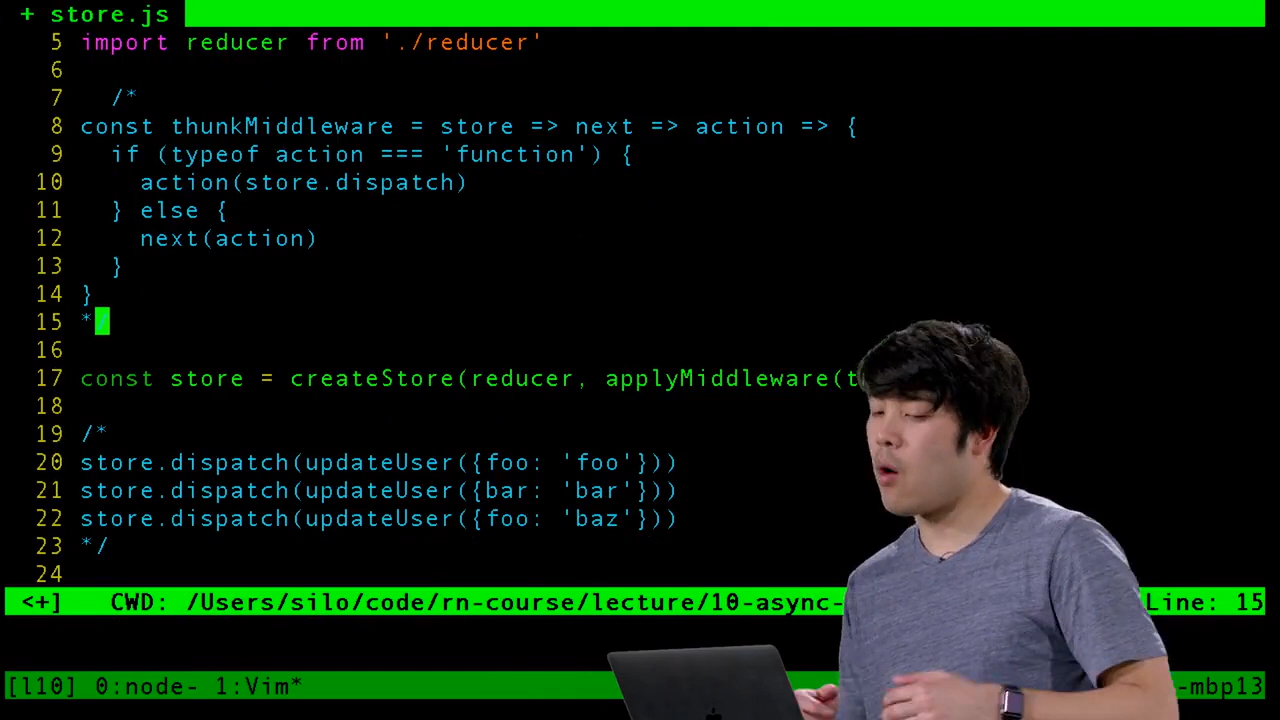 + store.js
5 import reducer from './reducer'
6
7 /*
8 const thunkMiddleware = store => next => action => {
9 if (typeof action === 'function') {
10 action(store.dispatch)
11 } else {
12 next(action)
13 }
14 }
15 */
16
17 const store = createStore(reducer, applyMiddleware(t
18
19 /*
20 store.dispatch(updateUser({foo: 'foo'}))
21 store.dispatch(updateUser({bar: 'bar'}))
22 store.dispatch(updateUser({foo: 'baz'}))
23 */
24
<+] CWD: /Users/silo/code/rn-course/lecture/10-async- Line: 15
[l10] 0:node- 1:Vim* -mbp13